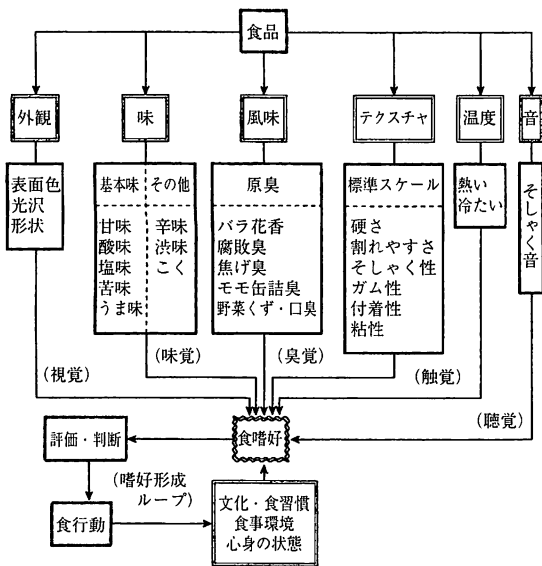 食品
外観
味
風味
テクスチャ
温度
音
表面色
光沢
形状
基本味
甘味
酸味
塩味
苦味
うま味
その他
辛味
渋味
こく
原臭
バラ花香
腐敗臭
焦げ臭
モモ缶詰臭
野菜くず・口臭
標準スケール
硬さ
割れやすさ
そしゃく性
ガム性
付着性
粘性
熱い
冷たい
そしゃく音
(視覚)
(味覚)
(臭覚)
(触覚)
(聴覚)
食嗜好
評価・判断
(嗜好形成
ループ)
食行動
文化・食習慣
食事環境
心身の状態